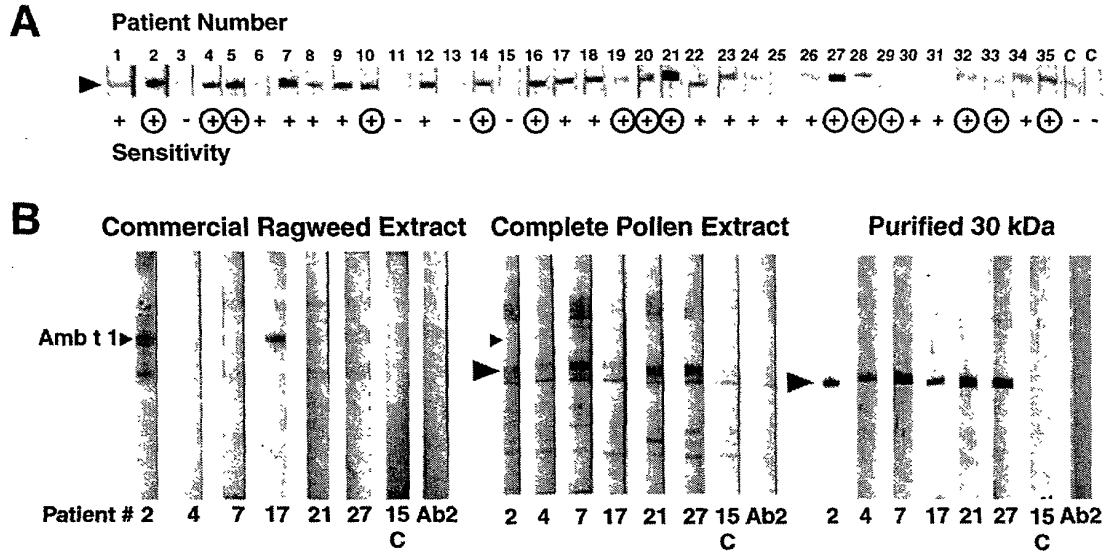 A
Patient Number
1 2 3 4 5 6 7 8 9 10 11 12 13 14 15 16 17 18 19 20 21 22 23 24 25 26 27 28 29 30 31 32 33 34 35 C C
+ + - + + + + + + + - + - + - + + + + + + + + + + + + + + + + + + + + - -
Sensitivity
B
Commercial Ragweed Extract Complete Pollen Extract Purified 30 kDa
Amb t 1
Patient # 2 4 7 17 21 27 15 Ab2 2 4 7 17 21 27 15 Ab2 2 4 7 17 21 27 15 Ab2
C C C